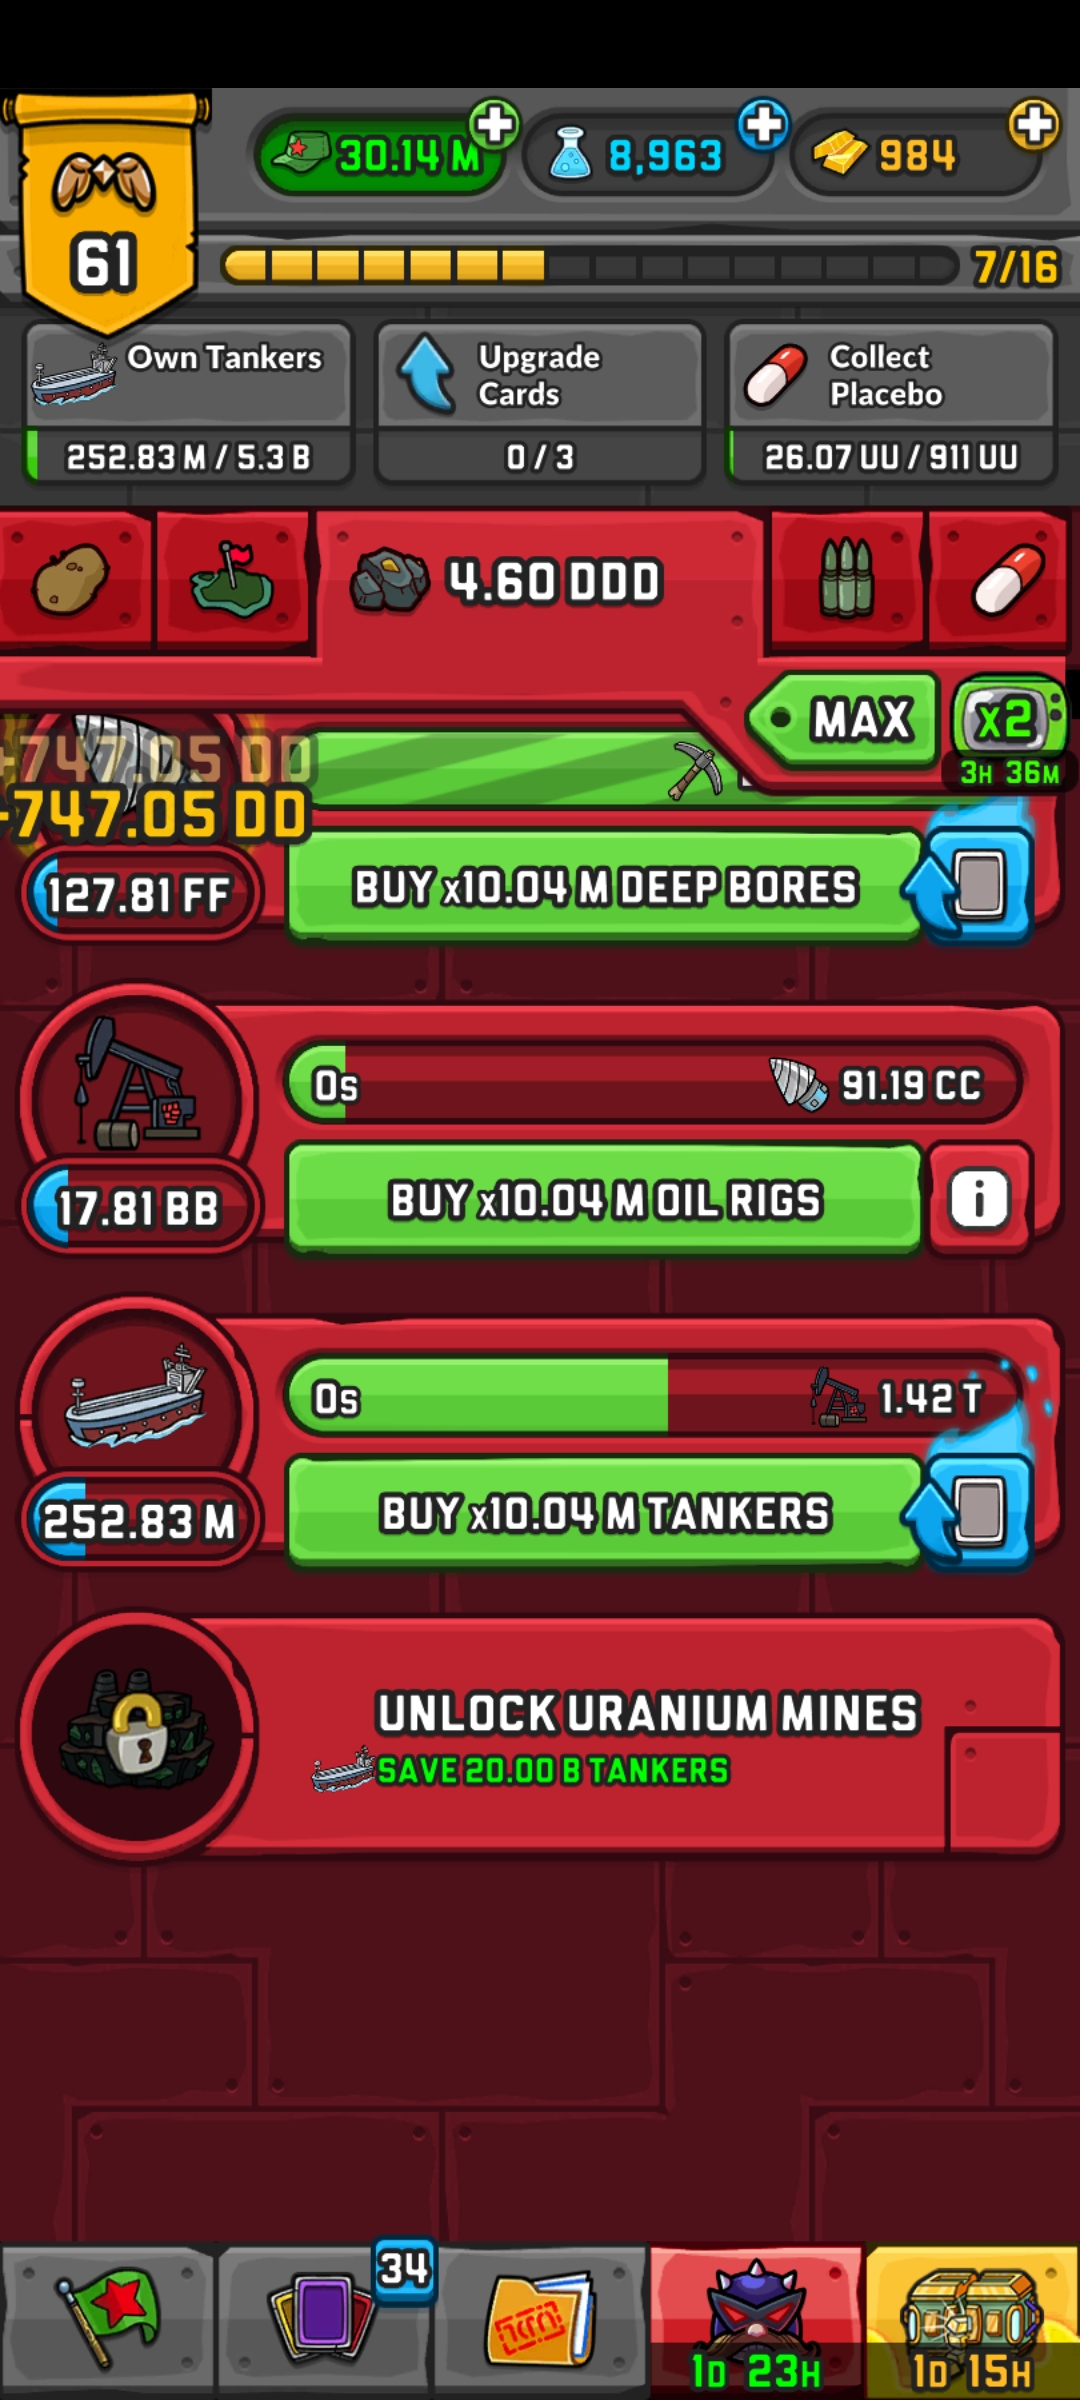 30.14 M
8,963
984
61
7/16
Own Tankers
252.83 M / 5.3 B
Upgrade
Cards
0 / 3
Collect
Placebo
26.07 UU / 911 UU
4.60 DDD
MAX
x2
3H 36M
+747.05 DD
-747.05 DD
127.81 FF
BUY x10.04 M DEEP BORES
0s
91.19 CC
17.81 BB
BUY x10.04 M OIL RIGS
i
0s
1.42 T
252.83 M
BUY x10.04 M TANKERS
UNLOCK URANIUM MINES
SAVE 20.00 B TANKERS
34
1D 23H
1D 15H